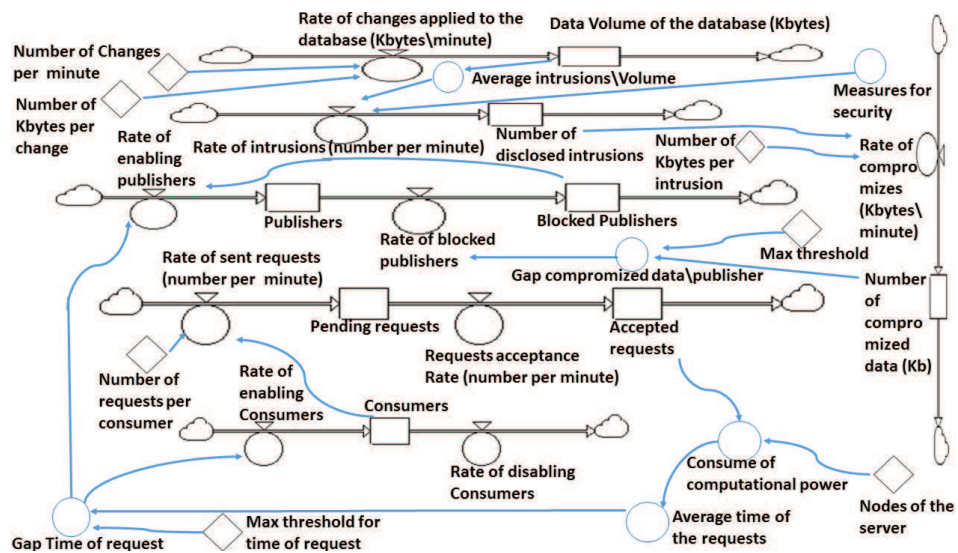 Rate of changes applied to the
database (Kbytes\minute)
Data Volume of the database (Kbytes)
Number of Changes
per minute
Average intrusions\Volume
Measures for
security
Number of
Kbytes per
change
Rate of intrusions (number per minute)
Number of
disclosed intrusions
Number of
Kbytes per
intrusion
Rate of
compro
mizes
(Kbytes\
minute)
Rate of
enabling
publishers
Publishers
Blocked Publishers
Rate of blocked
publishers
Max threshold
Gap compromized data\publisher
Rate of sent requests
(number per minute)
Pending requests
Accepted
requests
Number
of
compro
mized
data (Kb)
Requests acceptance
Rate (number per minute)
Number of
requests per
consumer
Rate of
enabling
Consumers
Consumers
Rate of disabling
Consumers
Consume of
computational power
Nodes of the
server
Average time of
the requests
Max threshold for
time of request
Gap Time of request